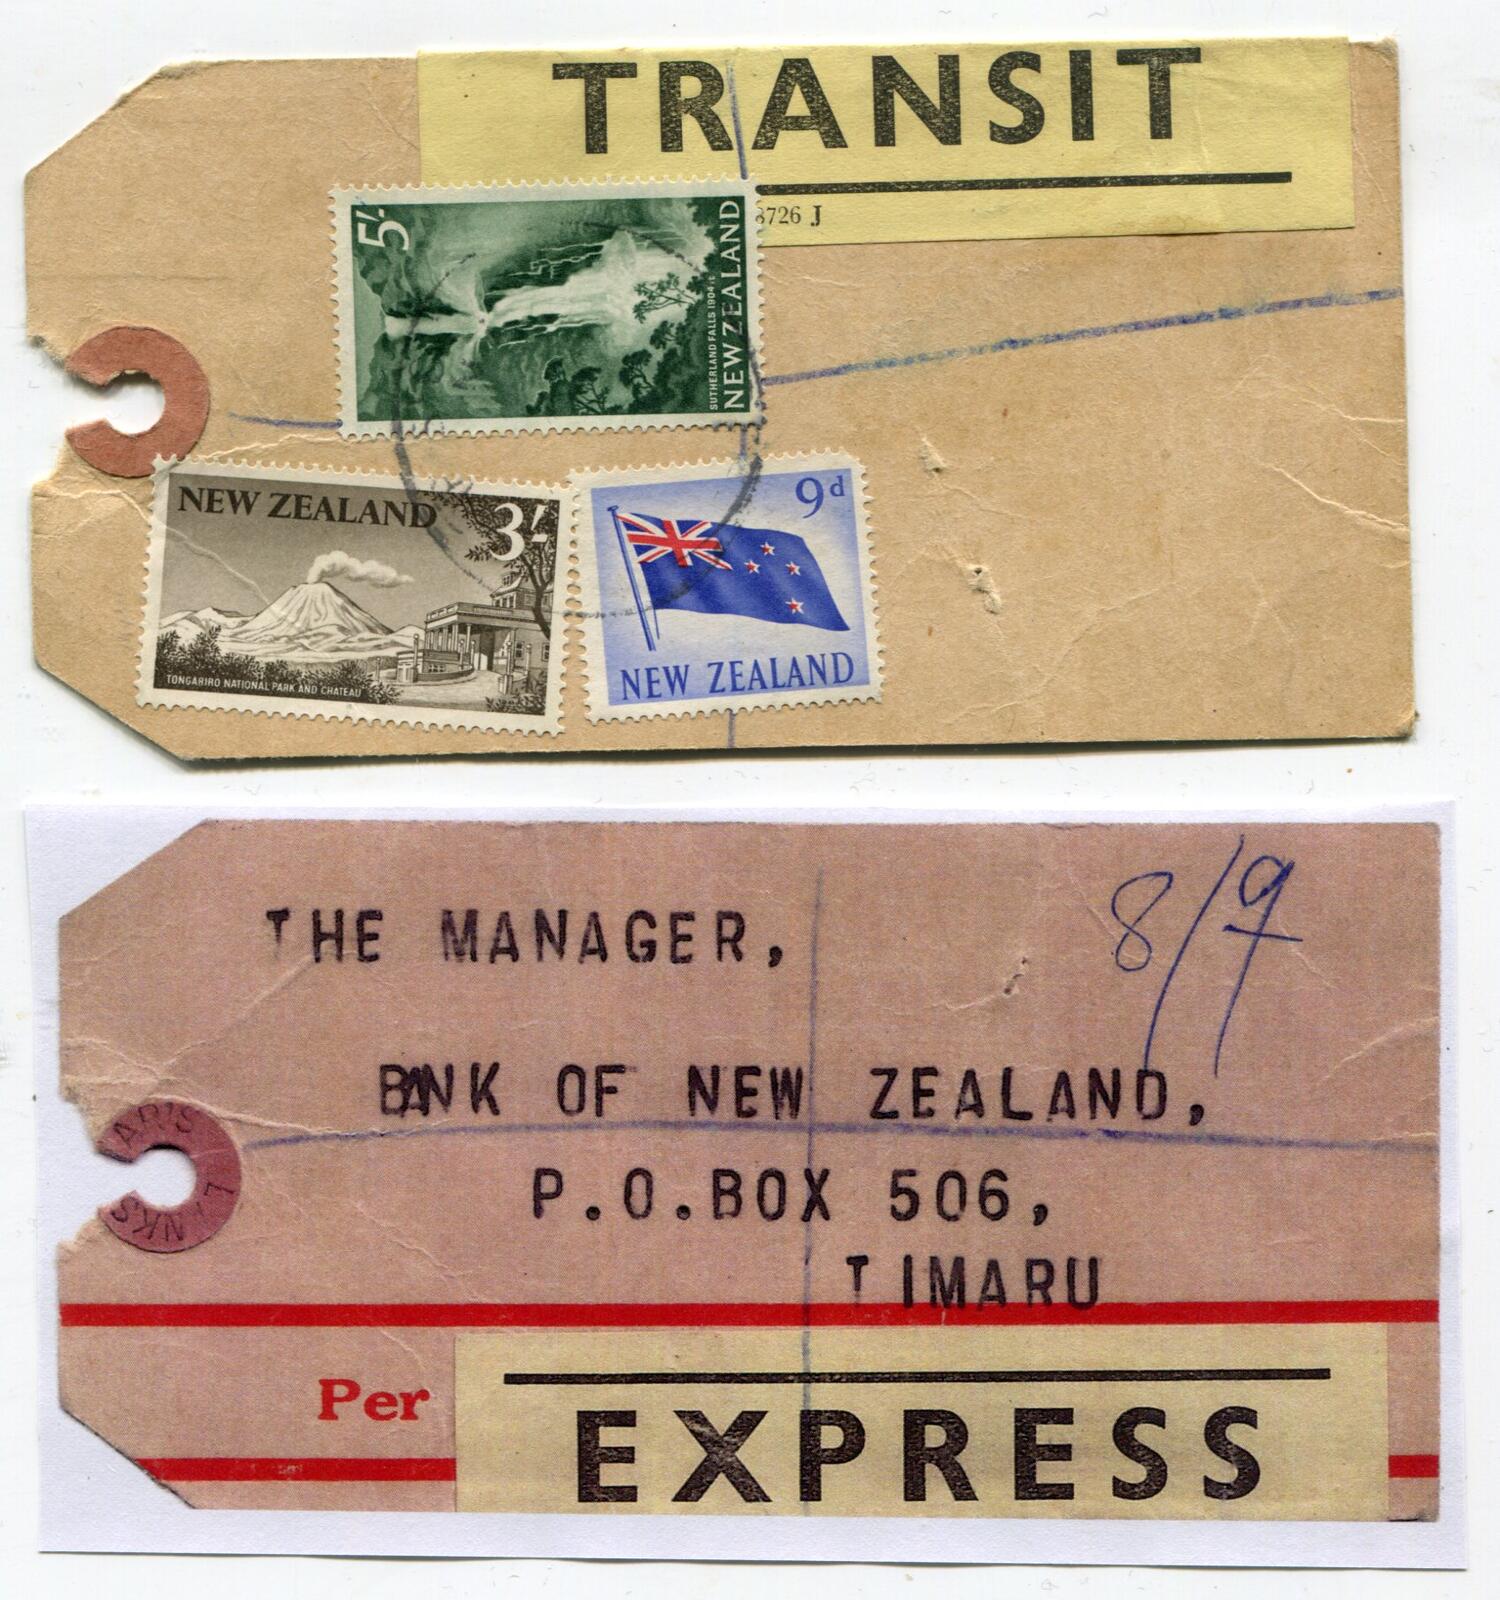 TRANSIT
8726 J
5/-
SUTHERLAND FALLS 1904 ft
NEW ZEALAND
NEW ZEALAND
3/-
TONGARIRO NATIONAL PARK AND CHATEAU
9d
NEW ZEALAND
8/9
THE MANAGER,
BANK OF NEW ZEALAND,
P.O.BOX 506,
TIMARU
Per
EXPRESS